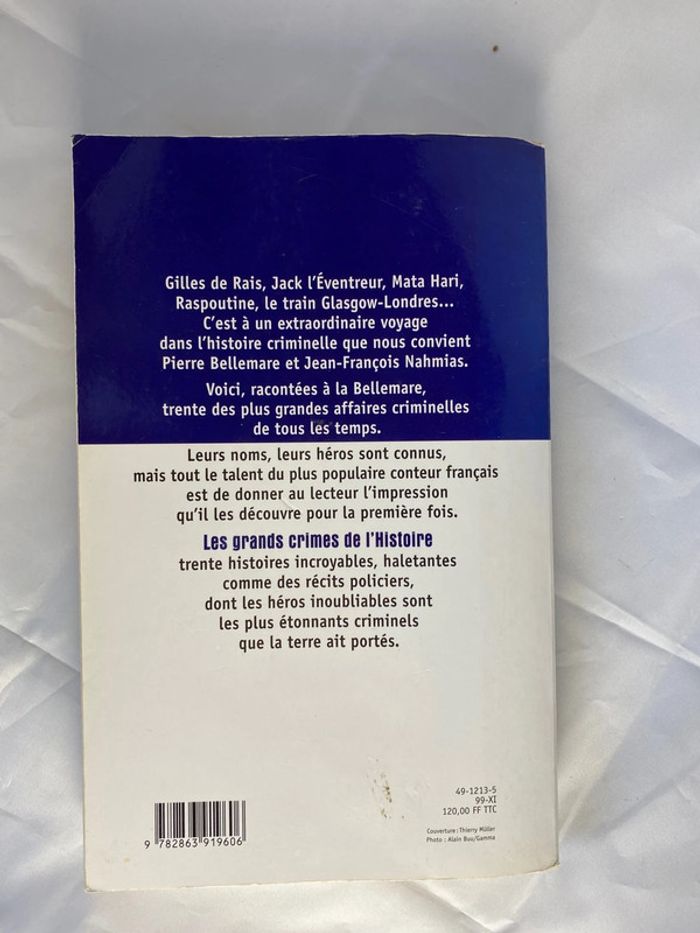 Gilles de Rais, Jack l'Éventreur, Mata Hari,
Raspoutine, le train Glasgow-Londres...
C'est à un extraordinaire voyage
dans l'histoire criminelle que nous convient
Pierre Bellemare et Jean-François Nahmias.
Voici, racontées à la Bellemare,
trente des plus grandes affaires criminelles
de tous les temps.
Leurs noms, leurs héros sont connus,
mais tout le talent du plus populaire conteur français
est de donner au lecteur l'impression
qu'il les découvre pour la première fois.
Les grands crimes de l'Histoire
trente histoires incroyables, haletantes
comme des récits policiers,
dont les héros inoubliables sont
les plus étonnants criminels
que la terre ait portés.
49-1213-5
99-XI
120,00 FF TTC
Couverture : Thierry Müller
Photo : Alain Buu/Gamma
9 782863 919606